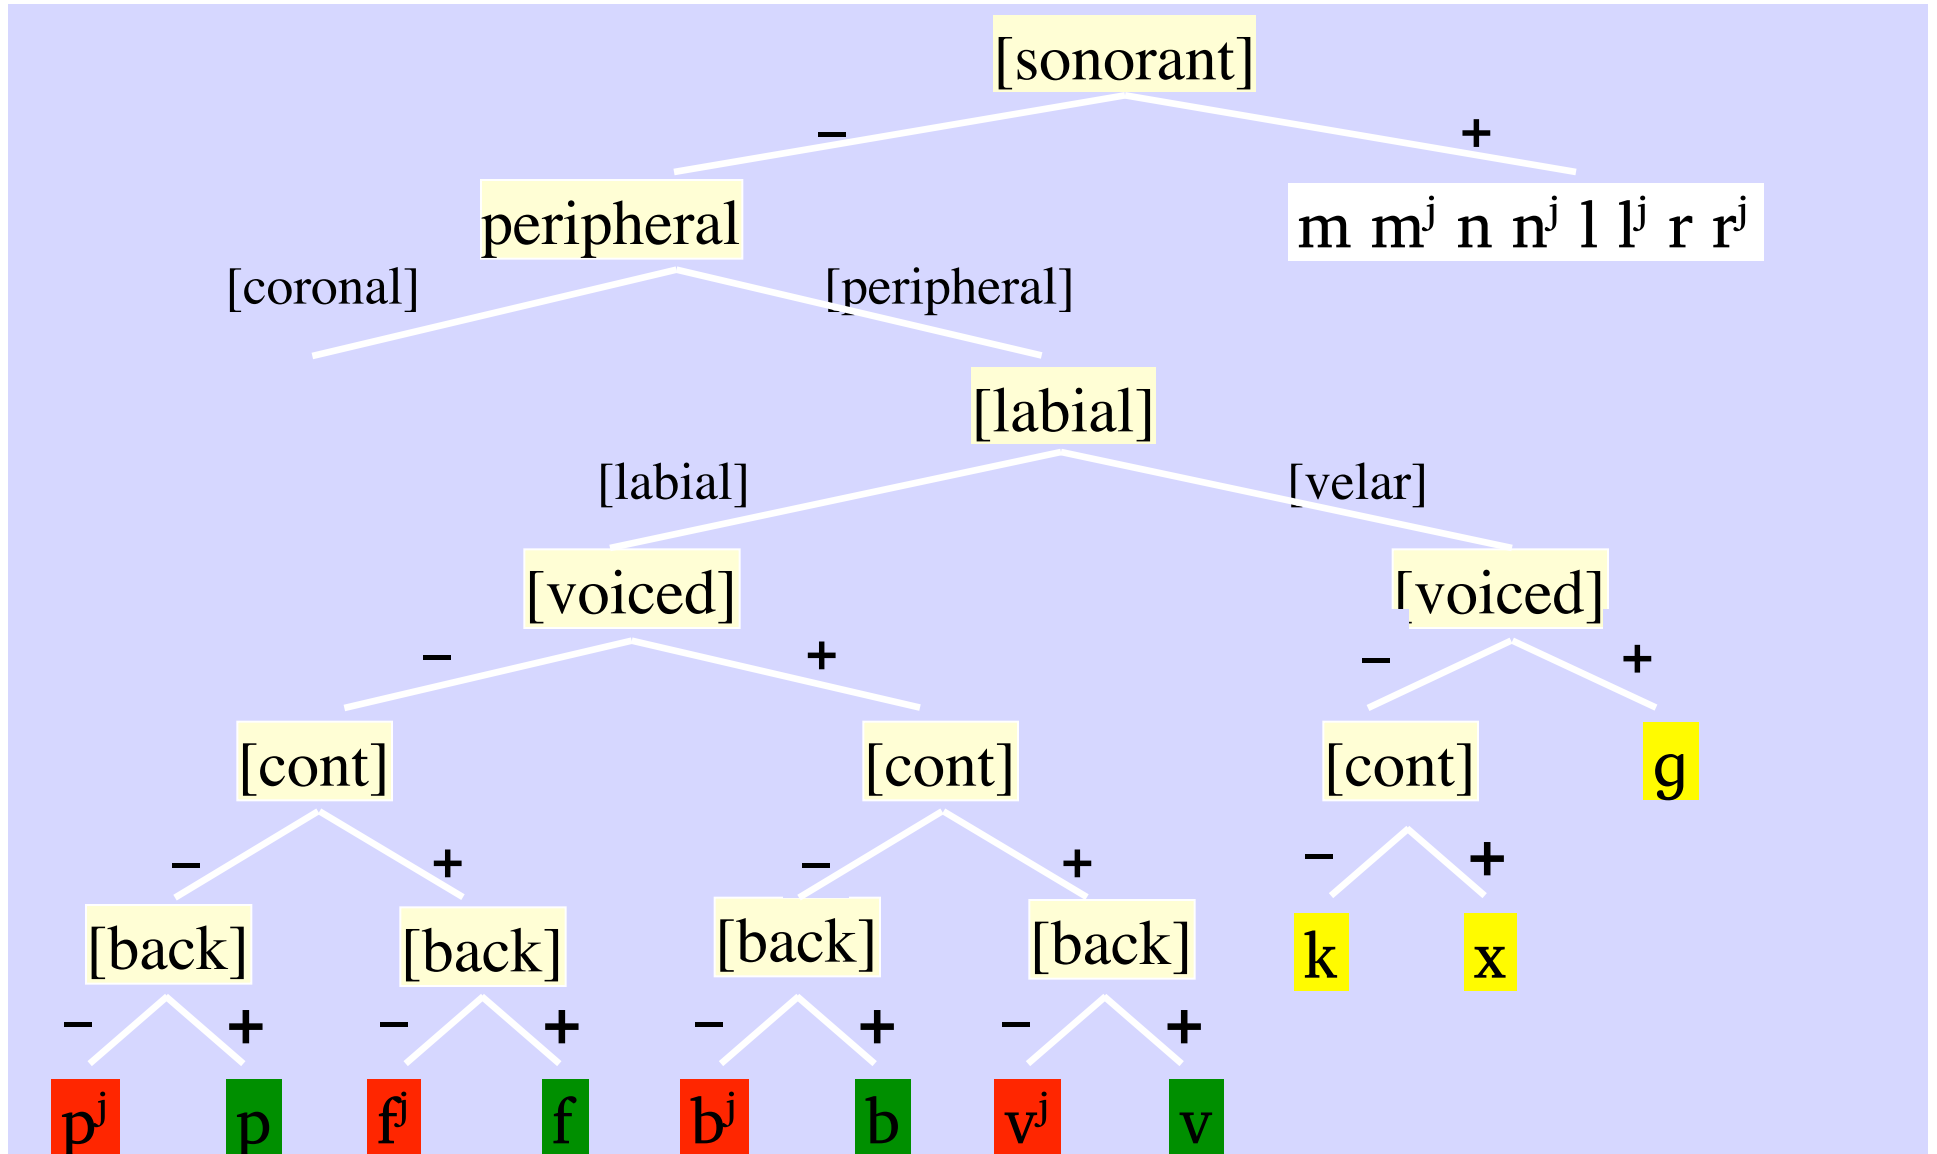 [sonorant]
– +
peripheral m mʲ n nʲ l lʲ r rʲ
[coronal] [peripheral]
[labial]
[labial] [velar]
[voiced] [voiced]
– + – +
[cont] [cont] [cont] g
– + – + – +
[back] [back] [back] [back] k x
– + – + – + – +
pʲ p fʲ f bʲ b vʲ v